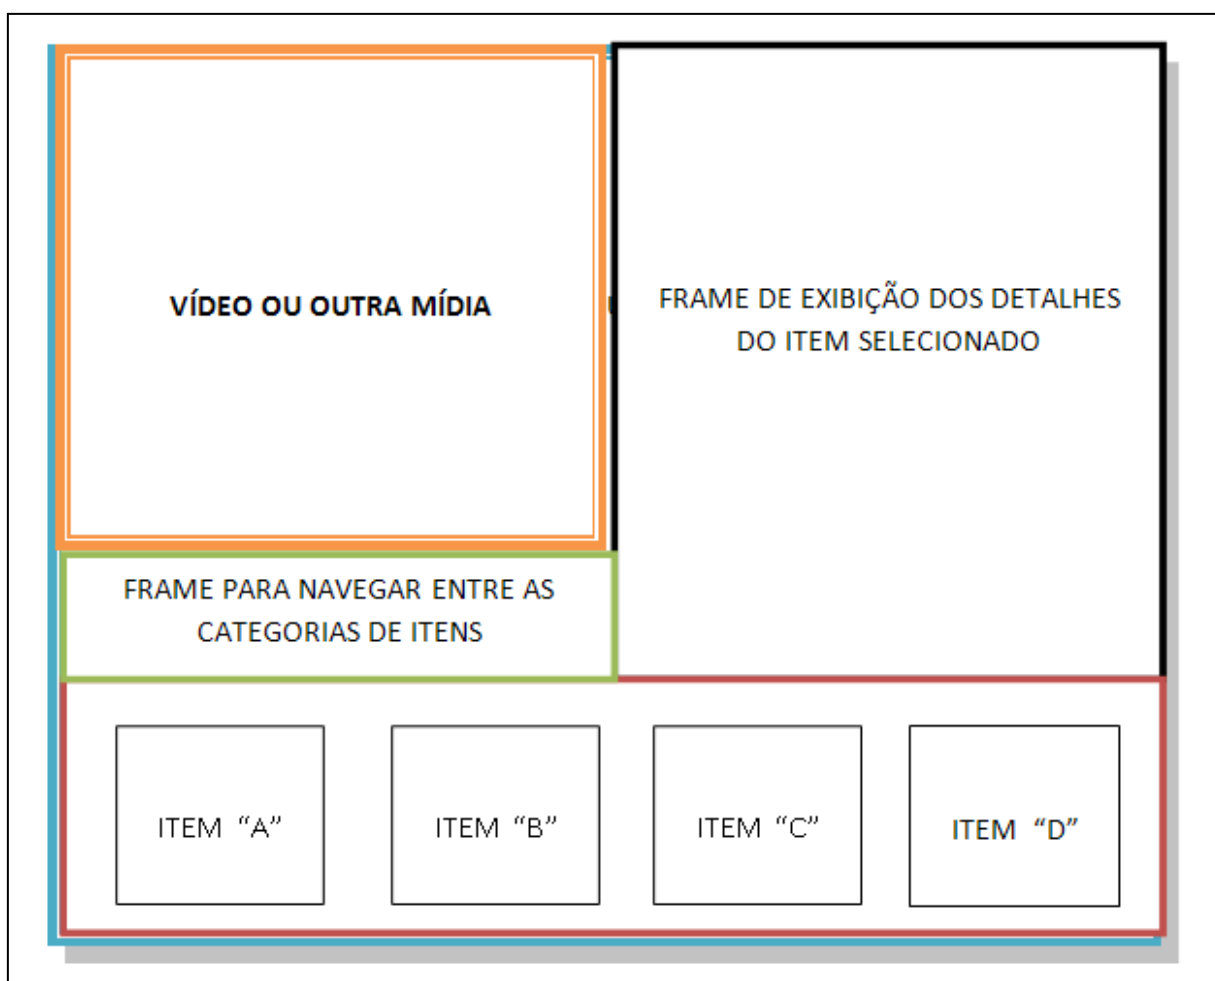 VÍDEO OU OUTRA MÍDIA
FRAME DE EXIBIÇÃO DOS DETALHES
DO ITEM SELECIONADO
FRAME PARA NAVEGAR ENTRE AS
CATEGORIAS DE ITENS
ITEM “A”
ITEM “B”
ITEM “C”
ITEM “D”